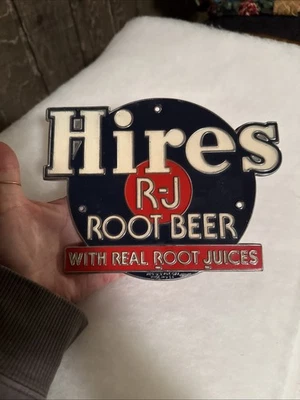 Hires
R-J
ROOT BEER
WITH REAL ROOT JUICES